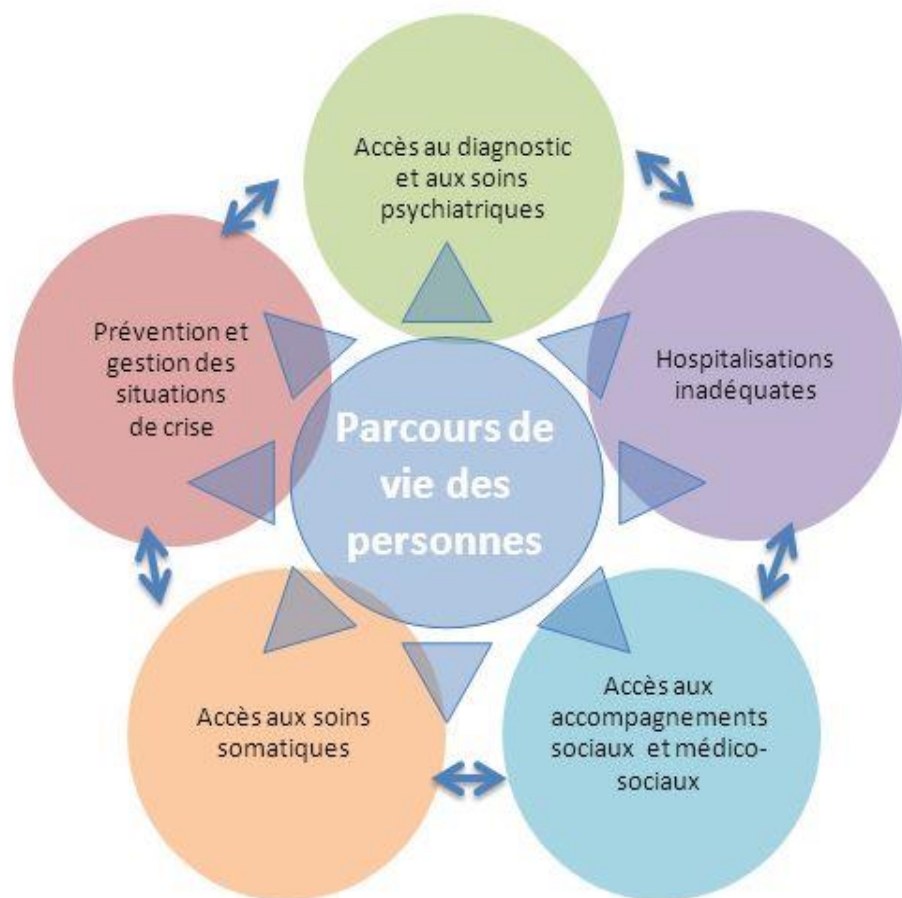 Accès au diagnostic
et aux soins
psychiatriques
Prévention et
gestion des
situations
de crise
Hospitalisations
inadéquates
Parcours de
vie des
personnes
Accès aux soins
somatiques
Accès aux
accompagnements
sociaux et médico-
sociaux